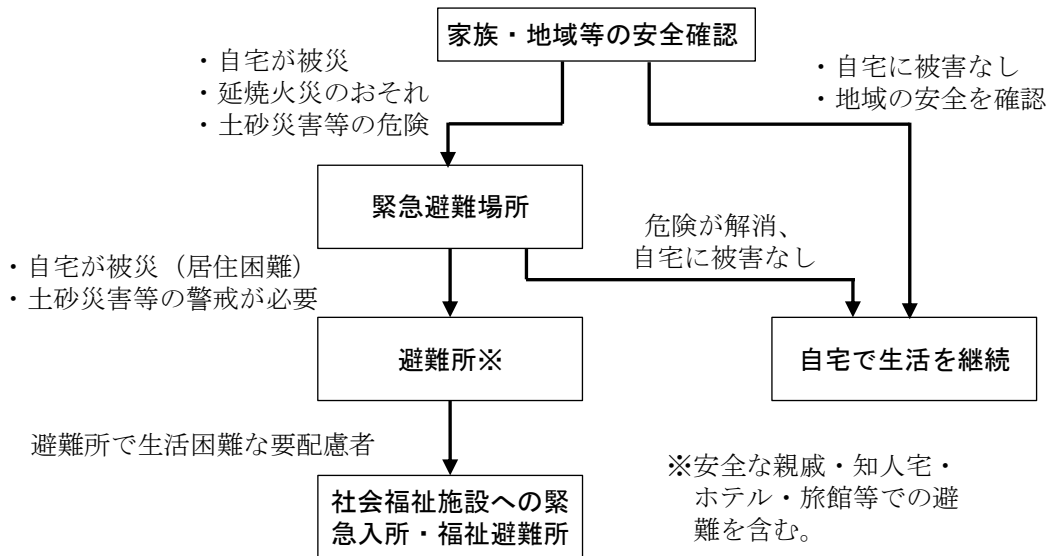 家族・地域等の安全確認
・自宅が被災
・延焼火災のおそれ
・土砂災害等の危険
・自宅に被害なし
・地域の安全を確認
緊急避難場所
危険が解消、
自宅に被害なし
・自宅が被災（居住困難）
・土砂災害等の警戒が必要
避難所※
自宅で生活を継続
避難所で生活困難な要配慮者
※安全な親戚・知人宅・
ホテル・旅館等での避
難を含む。
社会福祉施設への緊
急入所・福祉避難所